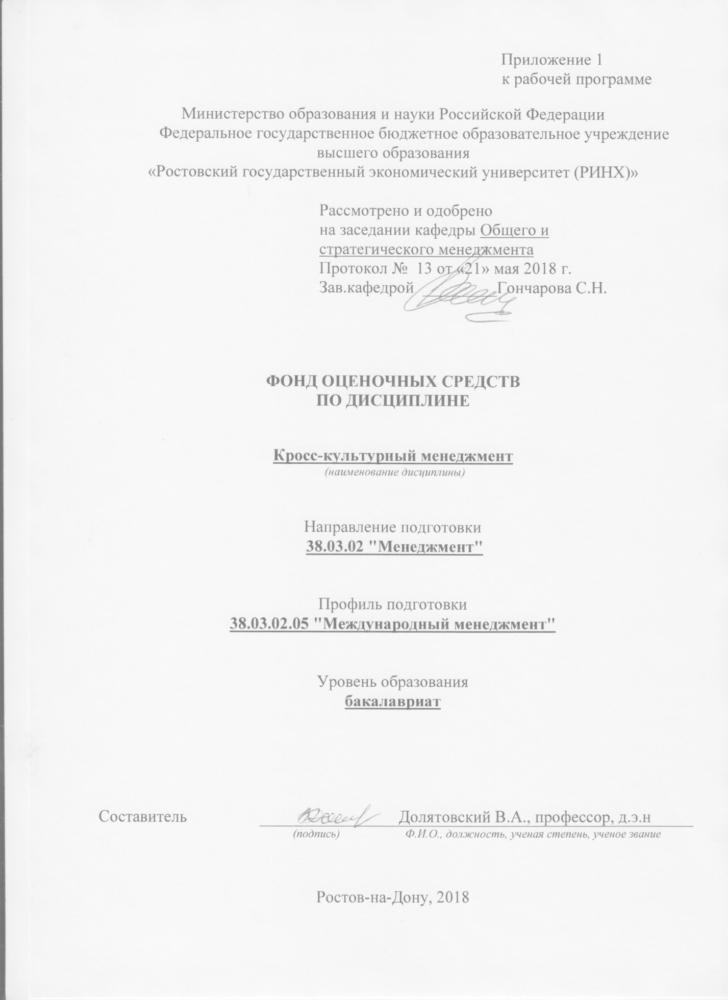 Приложение 1
к рабочей программе
Министерство образования и науки Российской Федерации
Федеральное государственное бюджетное образовательное учреждение
высшего образования
«Ростовский государственный экономический университет (РИНХ)»
Рассмотрено и одобрено
на заседании кафедры Общего и
стратегического менеджмента
Протокол № 13 от «21» мая 2018 г.
Зав.кафедрой _________Гончарова С.Н.
ФОНД ОЦЕНОЧНЫХ СРЕДСТВ
ПО ДИСЦИПЛИНЕ
Кросс-культурный менеджмент
(наименование дисциплины)
Направление подготовки
38.03.02 "Менеджмент"
Профиль подготовки
38.03.02.05 "Международный менеджмент"
Уровень образования
бакалавриат
Составитель Долятовский В.А., профессор, д.э.н
(подпись) Ф.И.О., должность, ученая степень, ученое звание
Ростов-на-Дону, 2018